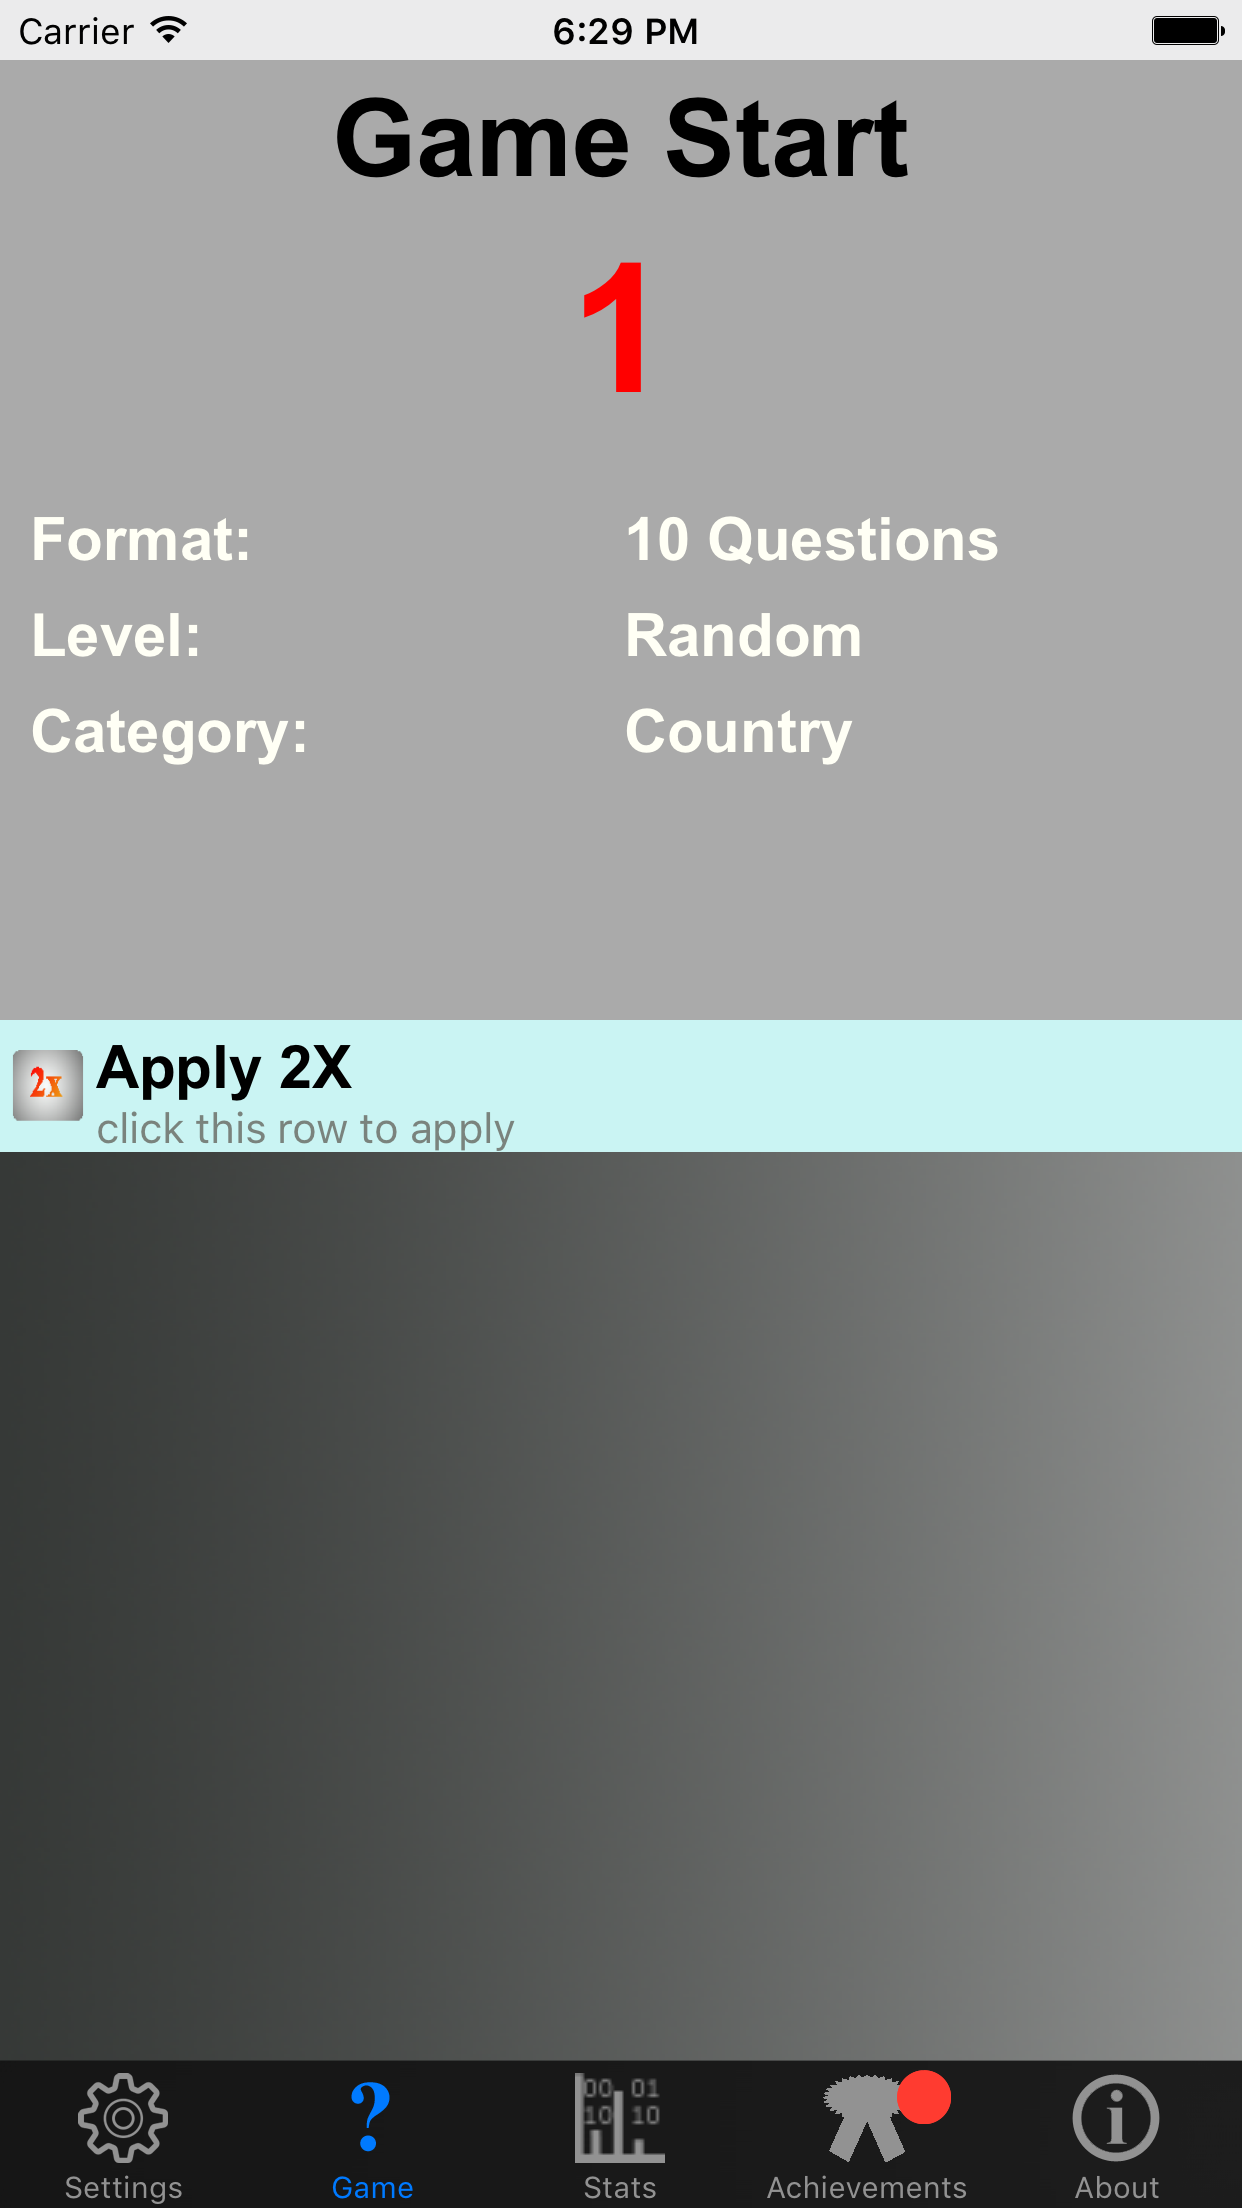 Carrier 6:29 PM
Game Start
1
Format: 10 Questions
Level: Random
Category: Country
2x Apply 2X
click this row to apply
?
00 01
10 10
i
Settings Game Stats Achievements About